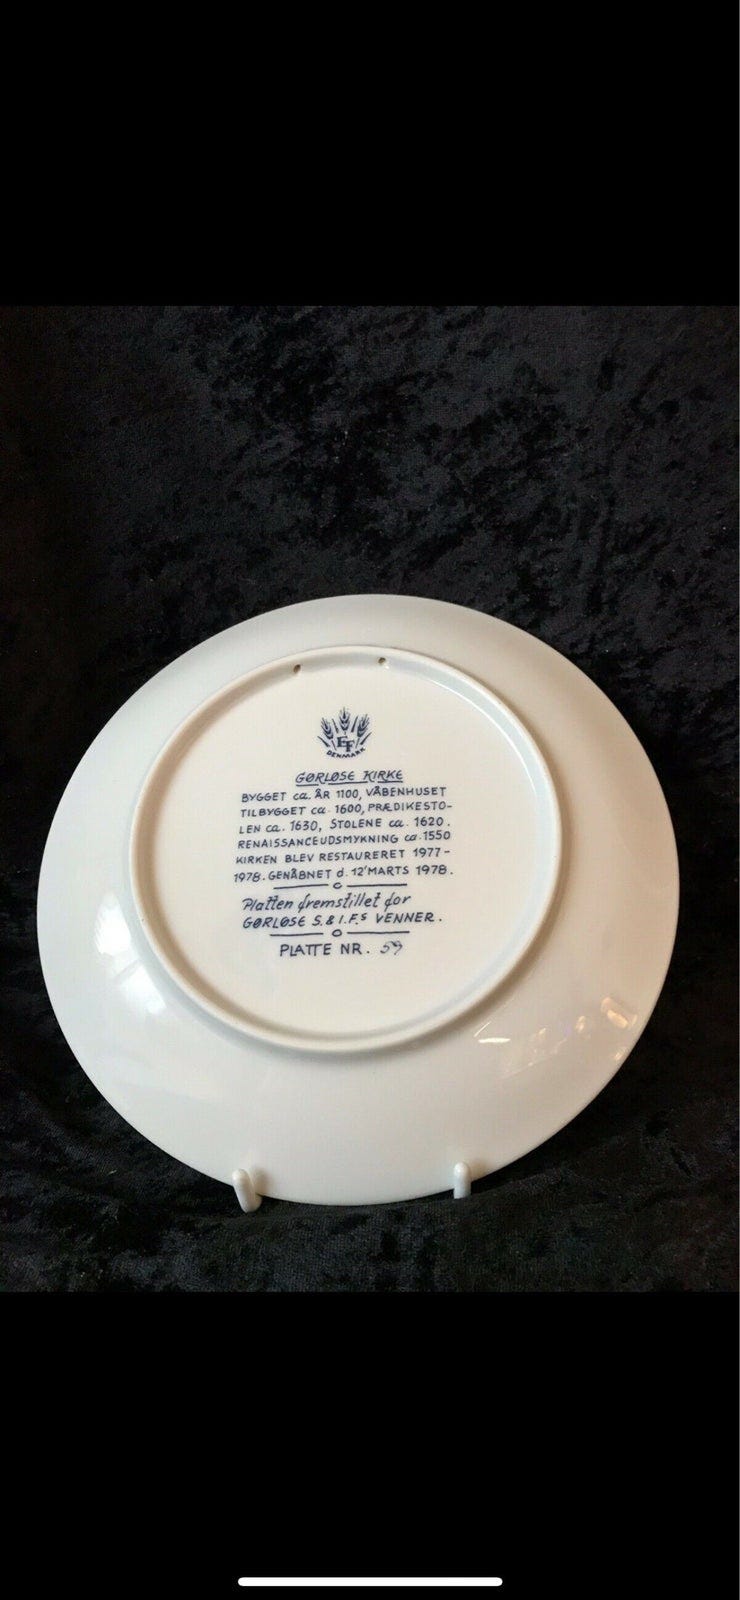 EF
DENMARK
GØRLØSE KIRKE
BYGGET ca. ÅR 1100, VÅBENHUSET
TILBYGGET ca. 1600, PRÆDIKESTO-
LEN ca. 1630, STOLENE ca. 1620.
RENAISSANCEUDSMYKNING ca. 1550
KIRKEN BLEV RESTAURERET 1977-
1978. GENÅBNET d. 12' MARTS 1978.
Platten fremstillet for
GØRLØSE S. & I.F.s VENNER.
PLATTE NR. 59